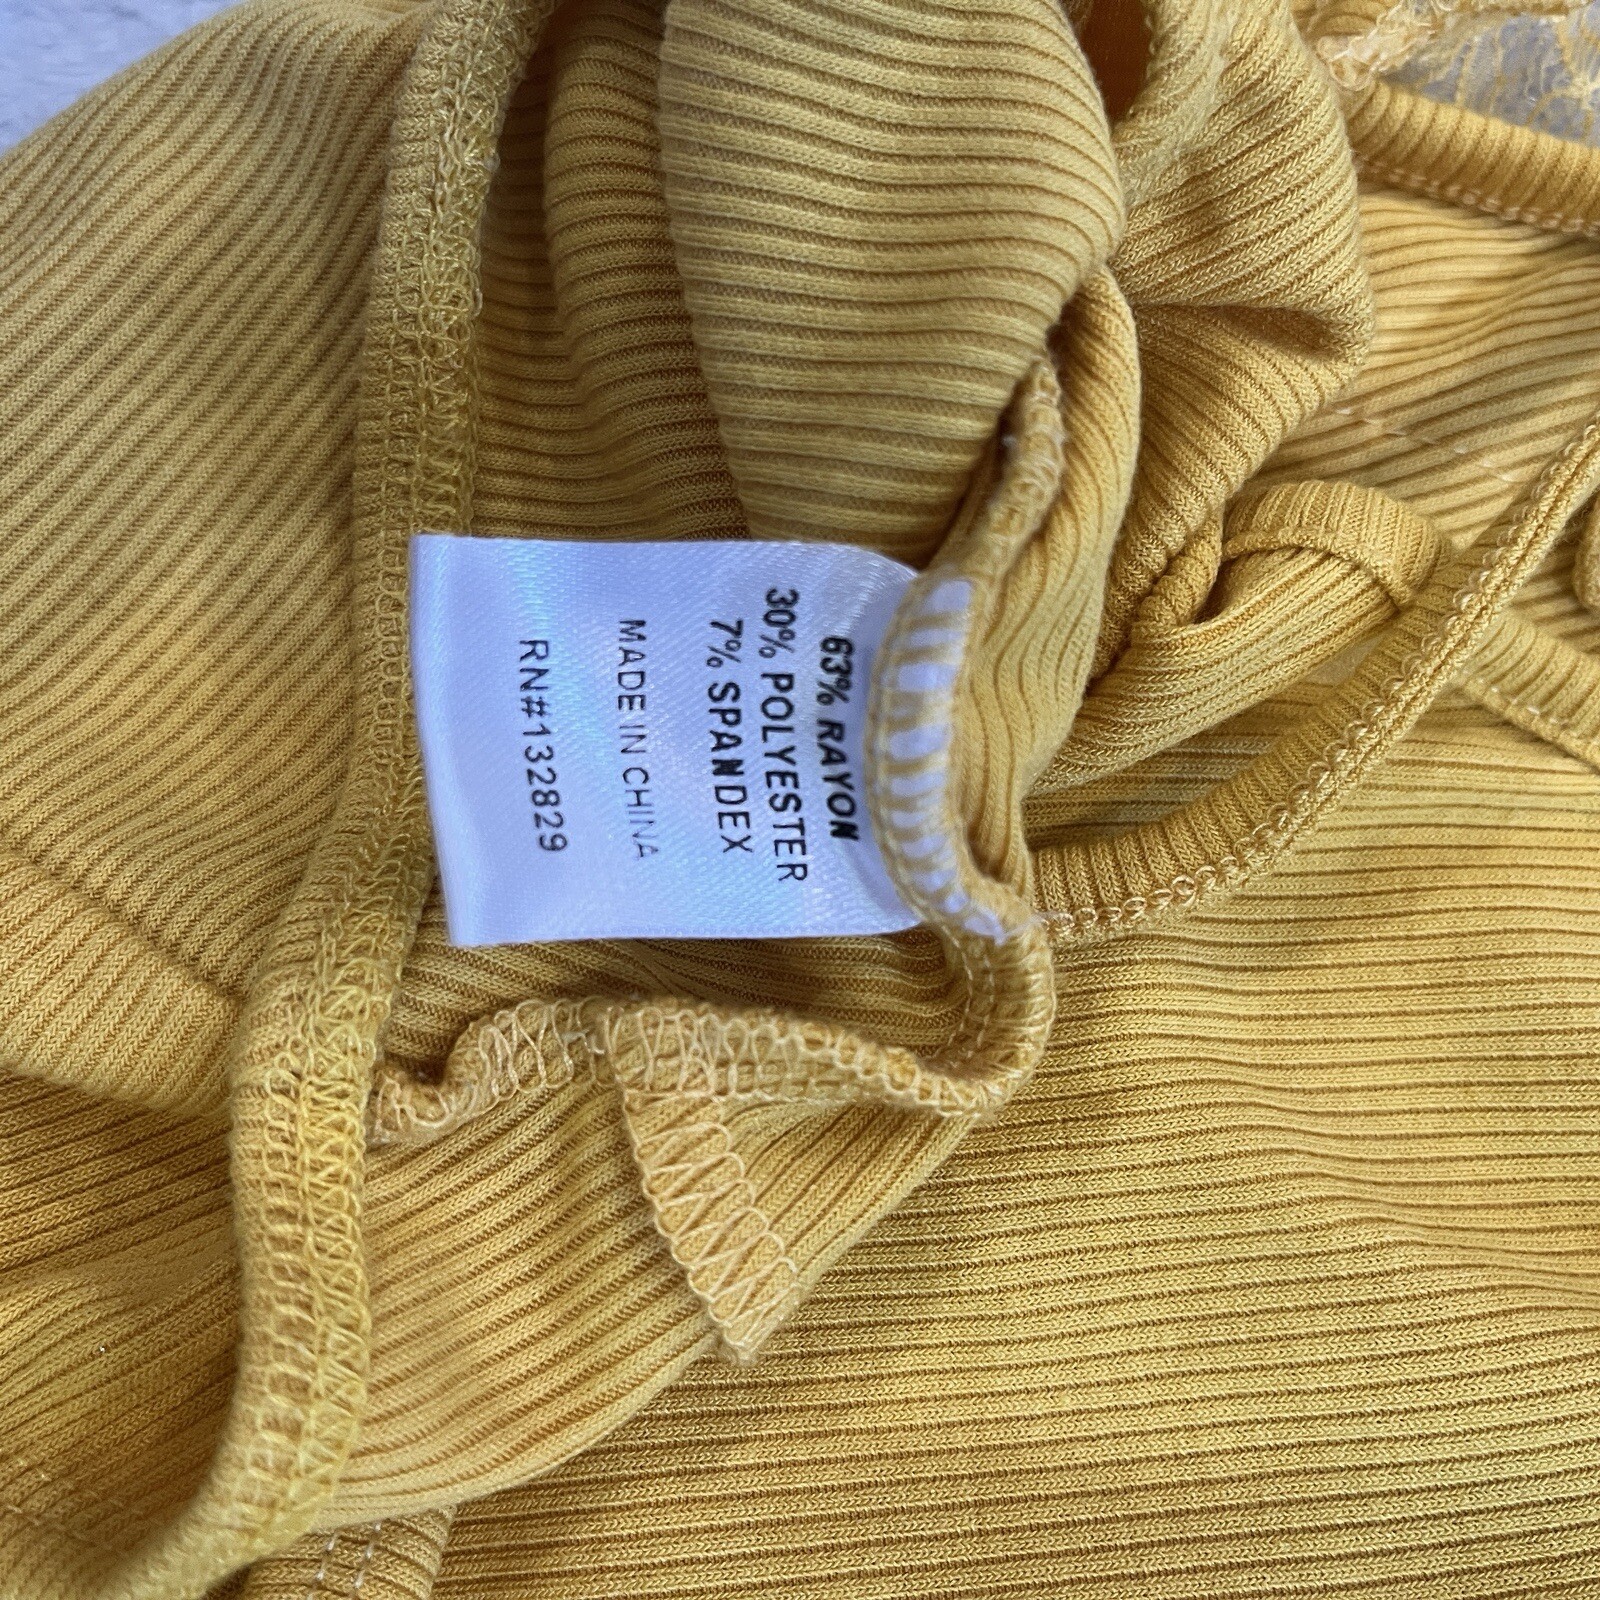 63% RAYON
30% POLYESTER
7% SPANDEX
MADE IN CHINA
RN#132829